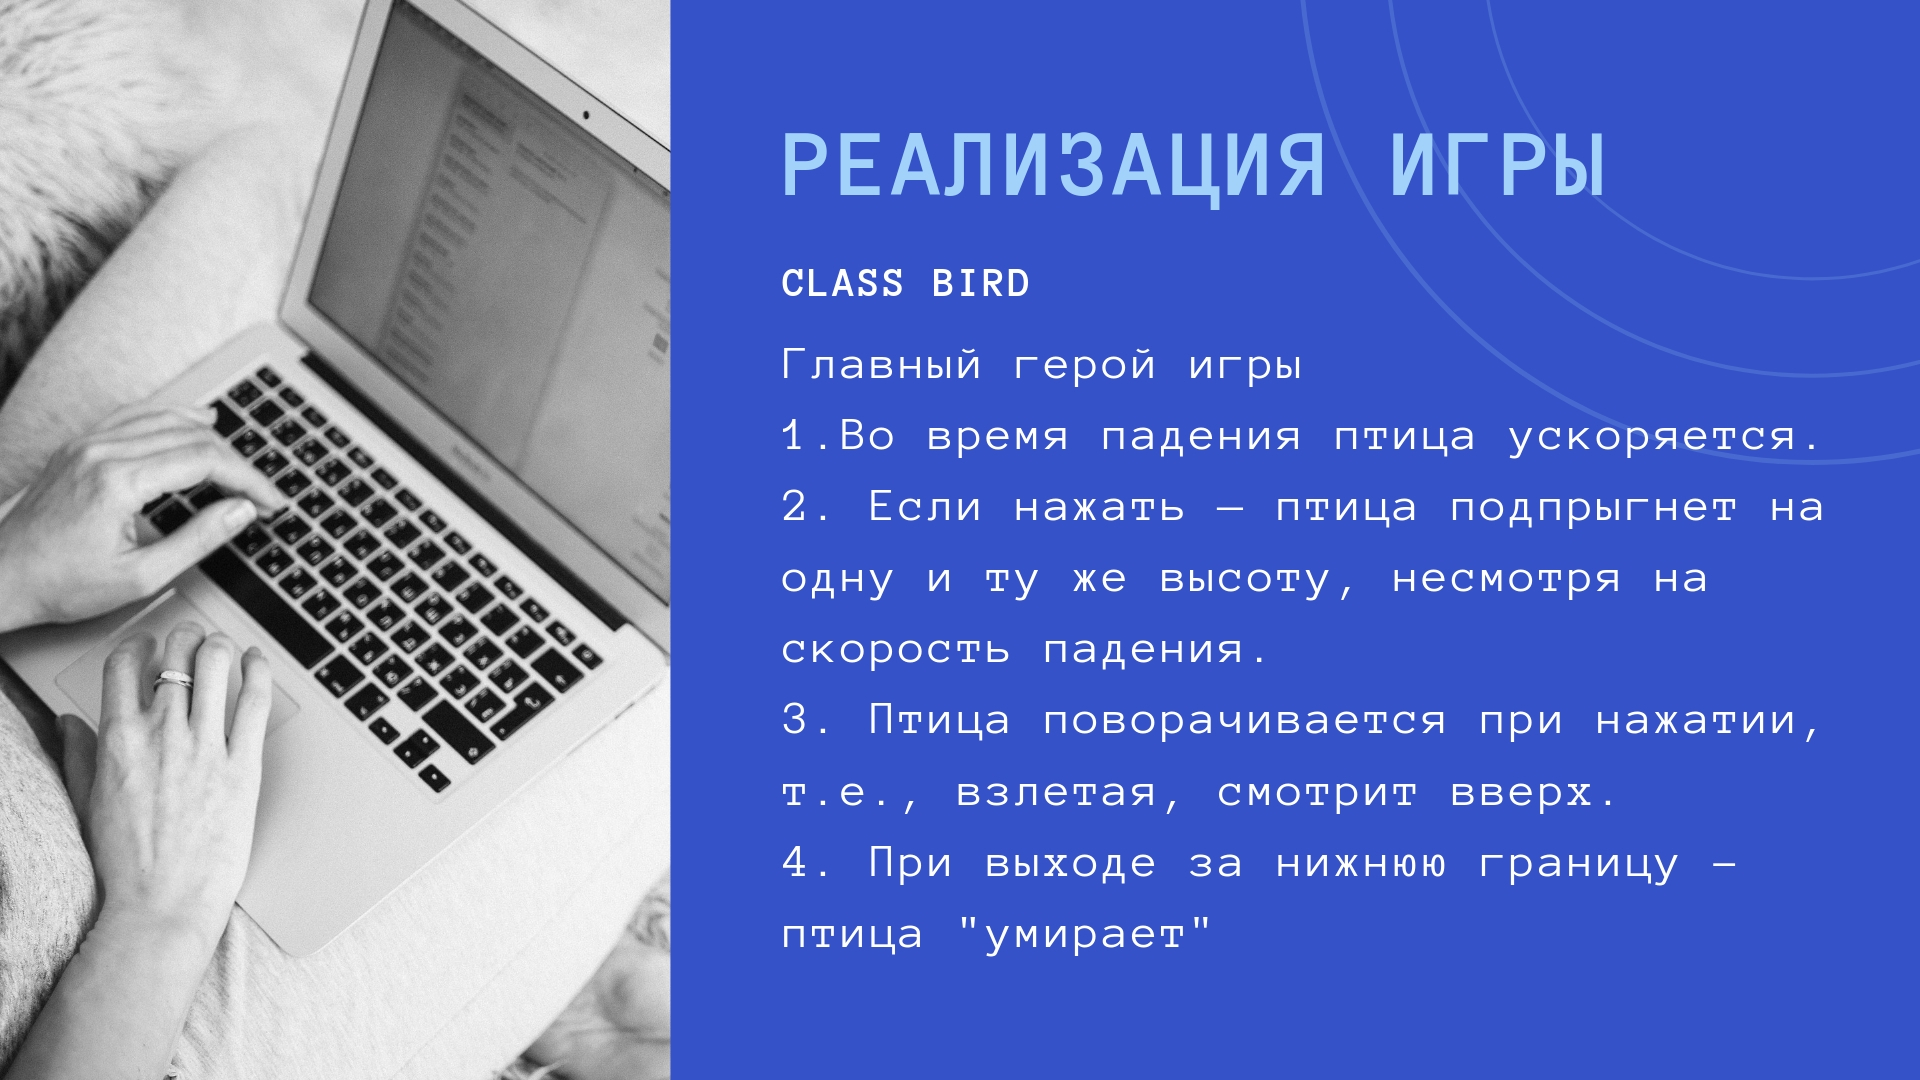 РЕАЛИЗАЦИЯ ИГРЫ
CLASS BIRD
Главный герой игры
1.Во время падения птица ускоряется.
2. Если нажать — птица подпрыгнет на
одну и ту же высоту, несмотря на
скорость падения.
3. Птица поворачивается при нажатии,
т.е., взлетая, смотрит вверх.
4. При выходе за нижнюю границу –
птица "умирает"